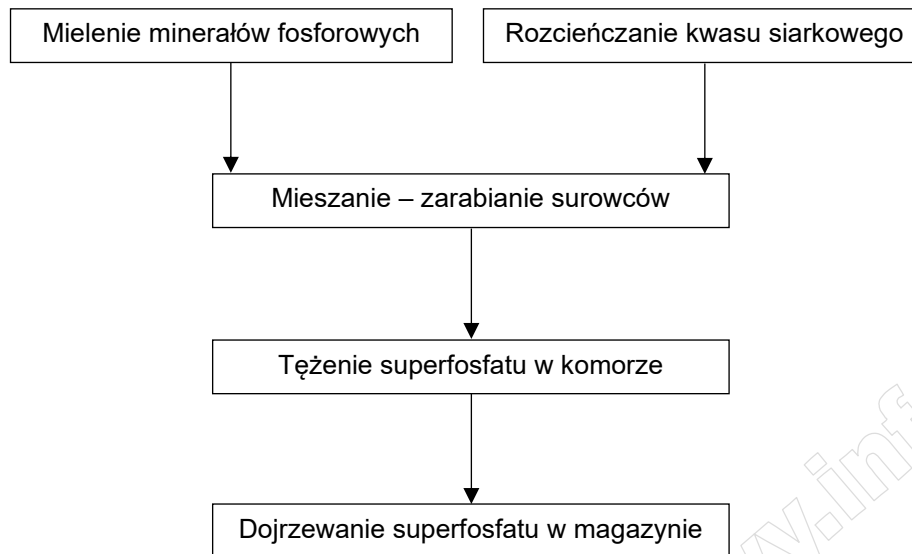 Mielenie minerałów fosforowych
Rozcieńczanie kwasu siarkowego
Mieszanie – zarabianie surowców
Tężenie superfosfatu w komorze
Dojrzewanie superfosfatu w magazynie